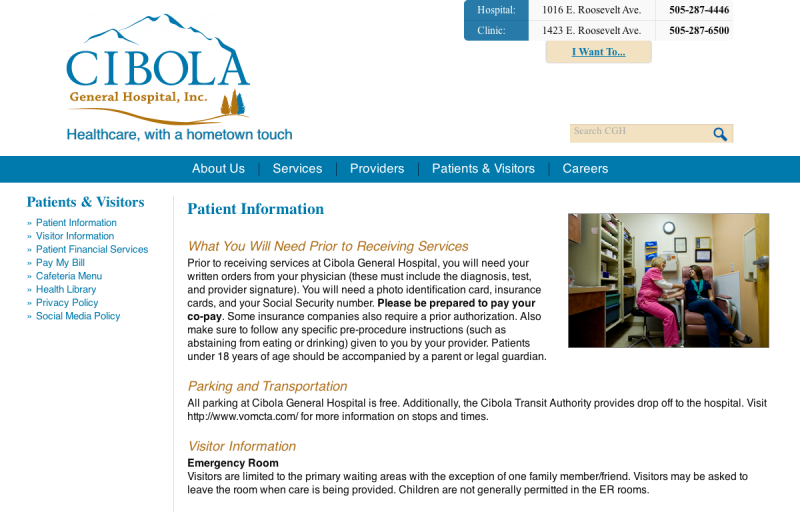 Hospital: 1016 E. Roosevelt Ave. 505-287-4446
Clinic: 1423 E. Roosevelt Ave. 505-287-6500
I Want To...
CIBOLA
General Hospital, Inc.
Healthcare, with a hometown touch
Search CGH
About Us | Services | Providers | Patients & Visitors | Careers
Patients & Visitors
» Patient Information
» Visitor Information
» Patient Financial Services
» Pay My Bill
» Cafeteria Menu
» Health Library
» Privacy Policy
» Social Media Policy
Patient Information
What You Will Need Prior to Receiving Services
Prior to receiving services at Cibola General Hospital, you will need your
written orders from your physician (these must include the diagnosis, test,
and provider signature). You will need a photo identification card, insurance
cards, and your Social Security number. Please be prepared to pay your
co-pay. Some insurance companies also require a prior authorization. Also
make sure to follow any specific pre-procedure instructions (such as
abstaining from eating or drinking) given to you by your provider. Patients
under 18 years of age should be accompanied by a parent or legal guardian.
Parking and Transportation
All parking at Cibola General Hospital is free. Additionally, the Cibola Transit Authority provides drop off to the hospital. Visit
http://www.vomcta.com/ for more information on stops and times.
Visitor Information
Emergency Room
Visitors are limited to the primary waiting areas with the exception of one family member/friend. Visitors may be asked to
leave the room when care is being provided. Children are not generally permitted in the ER rooms.